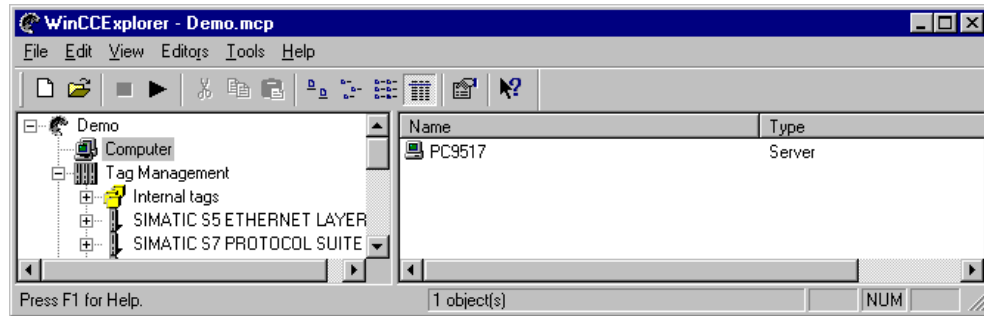 WinCCExplorer - Demo.mcp
File Edit View Editors Tools Help
Demo
Computer
Tag Management
Internal tags
SIMATIC S5 ETHERNET LAYER
SIMATIC S7 PROTOCOL SUITE
Name Type
PC9517 Server
Press F1 for Help. 1 object(s) NUM